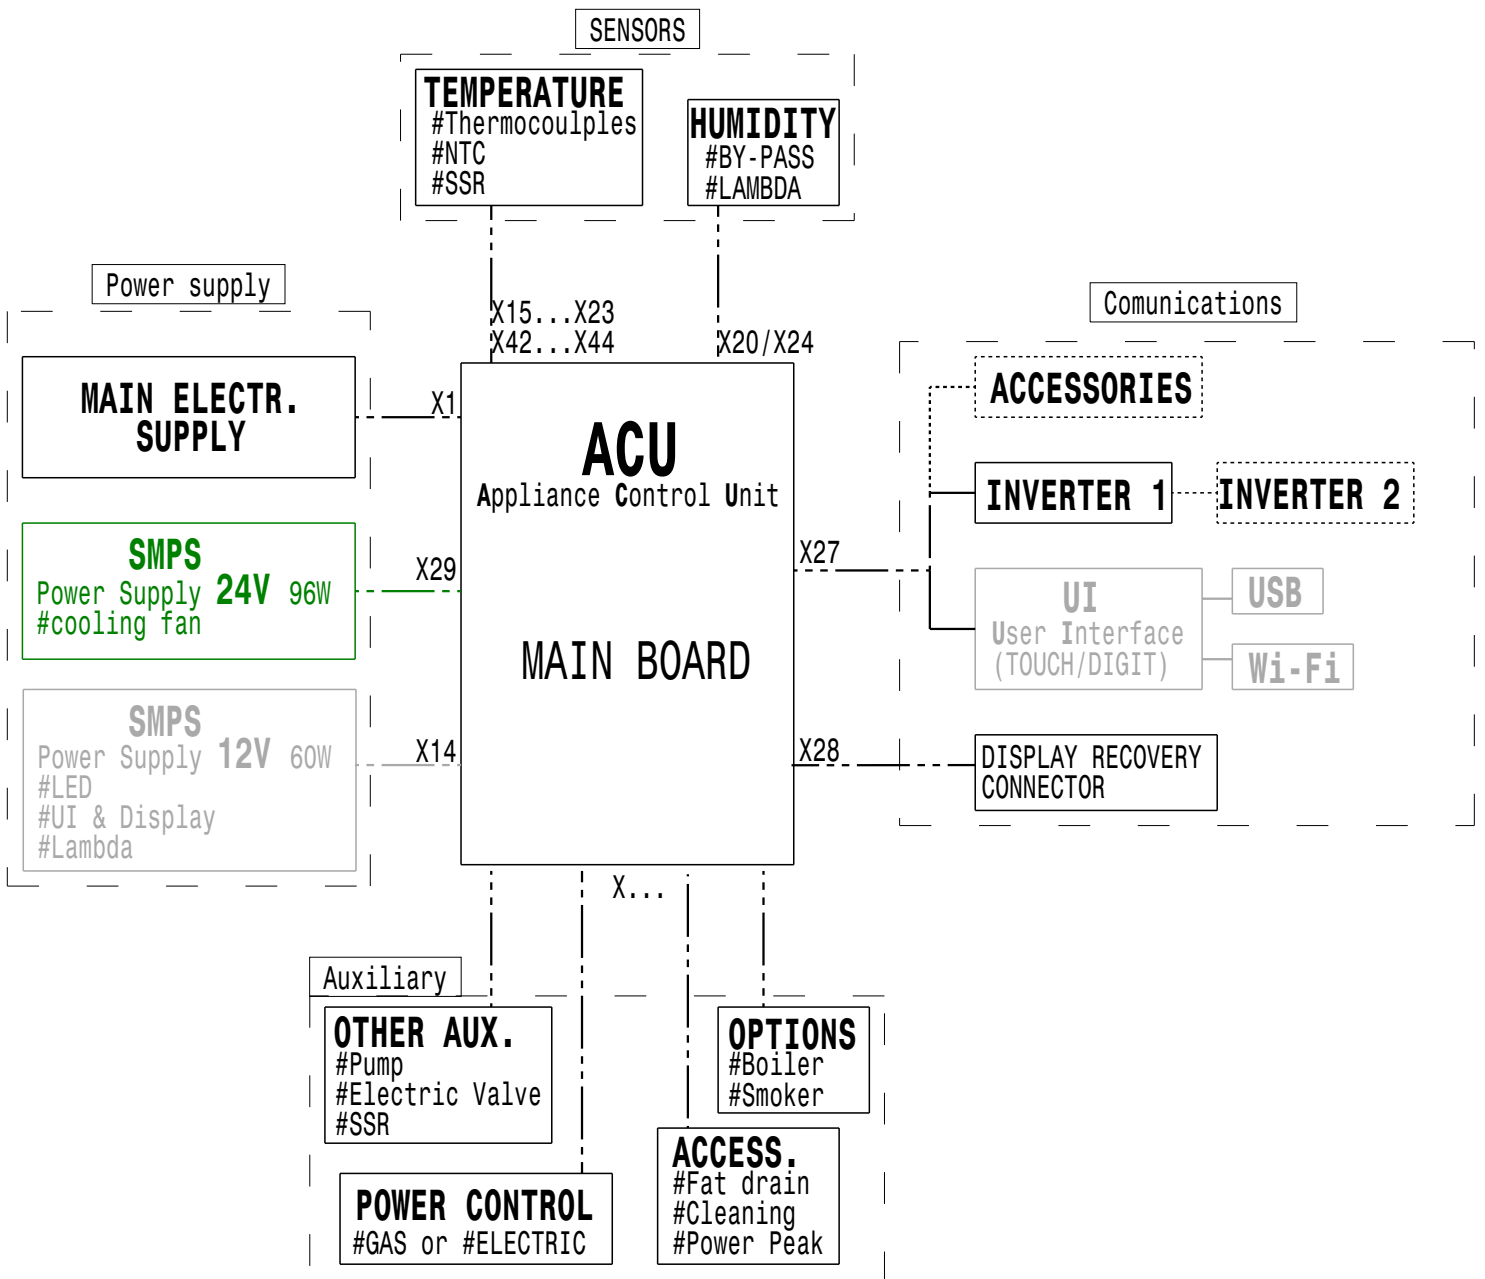 SENSORS
TEMPERATURE
#Thermocoulples
#NTC
#SSR
HUMIDITY
#BY-PASS
#LAMBDA
Power supply
MAIN ELECTR.
SUPPLY
SMPS
Power Supply 24V 96W
#cooling fan
SMPS
Power Supply 12V 60W
#LED
#UI & Display
#Lambda
X15...X23
X42...X44
X20/X24
X1
X29
X14
ACU
Appliance Control Unit
MAIN BOARD
X27
X28
X...
Comunications
ACCESSORIES
INVERTER 1
INVERTER 2
UI
User Interface
(TOUCH/DIGIT)
USB
Wi-Fi
DISPLAY RECOVERY
CONNECTOR
Auxiliary
OTHER AUX.
#Pump
#Electric Valve
#SSR
POWER CONTROL
#GAS or #ELECTRIC
OPTIONS
#Boiler
#Smoker
ACCESS.
#Fat drain
#Cleaning
#Power Peak